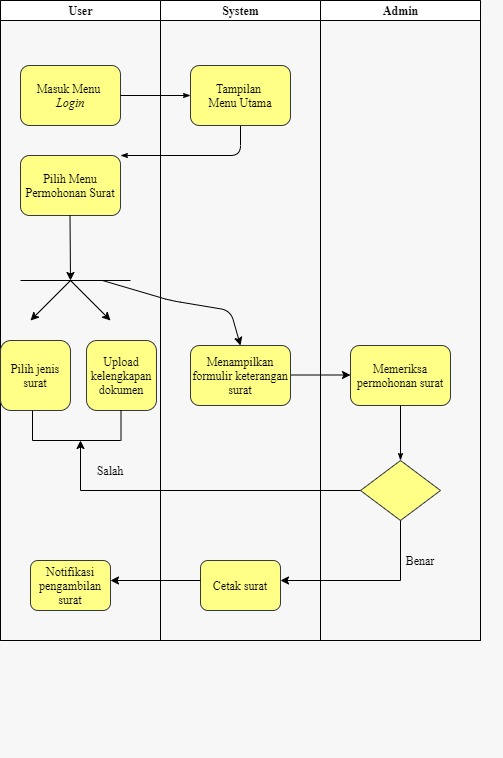 User System Admin
Masuk Menu
Login
Tampilan
Menu Utama
Pilih Menu
Permohonan Surat
Pilih jenis
surat
Upload
kelengkapan
dokumen
Menampilkan
formulir keterangan
surat
Memeriksa
permohonan surat
Salah
Benar
Notifikasi
pengambilan
surat
Cetak surat